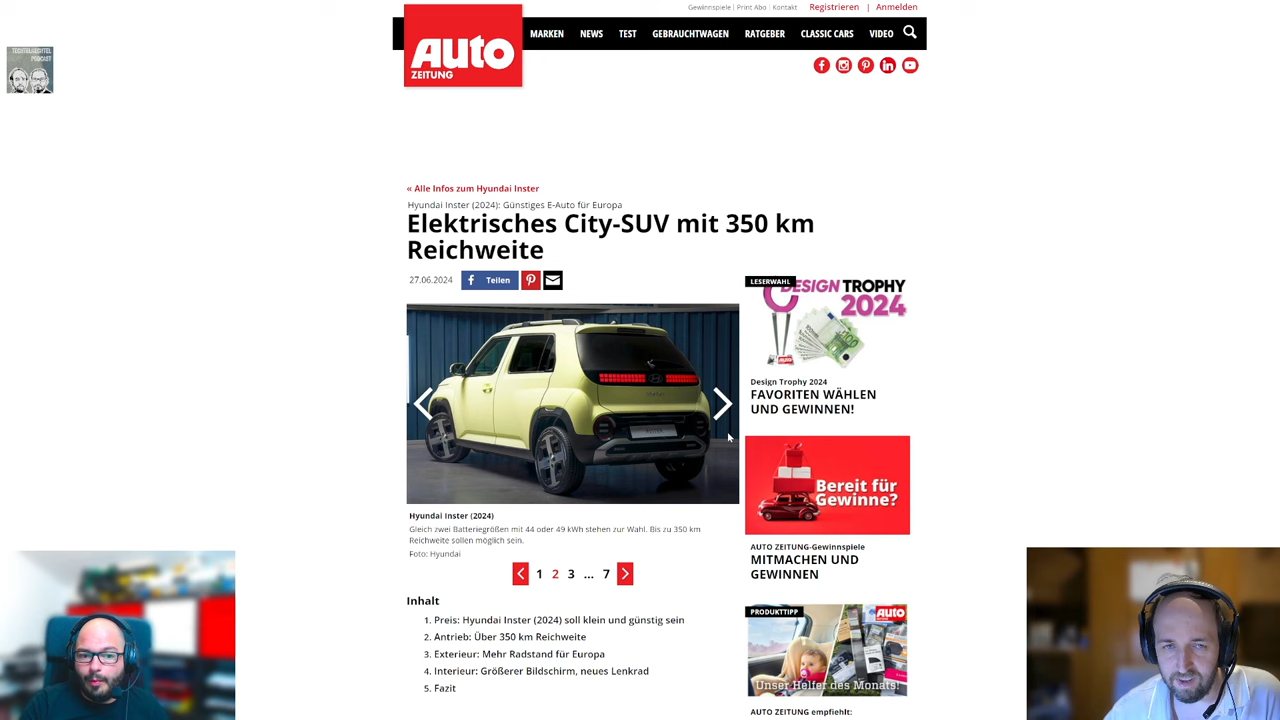 Gewinnspiele | Print Abo | Kontakt
Registrieren | Anmelden
TECHTELMECHTEL
PODCAST
AUTO
ZEITUNG
MARKEN NEWS TEST GEBRAUCHTWAGEN RATGEBER CLASSIC CARS VIDEO
« Alle Infos zum Hyundai Inster
Hyundai Inster (2024): Günstiges E-Auto für Europa
Elektrisches City-SUV mit 350 km
Reichweite
27.06.2024
Teilen
Hyundai Inster (2024)
Gleich zwei Batteriegrößen mit 44 oder 49 kWh stehen zur Wahl. Bis zu 350 km
Reichweite sollen möglich sein.
Foto: Hyundai
1 2 3 ... 7
Inhalt
1. Preis: Hyundai Inster (2024) soll klein und günstig sein
2. Antrieb: Über 350 km Reichweite
3. Exterieur: Mehr Radstand für Europa
4. Interieur: Größerer Bildschirm, neues Lenkrad
5. Fazit
LESERWAHL
DESIGN TROPHY
2024
Design Trophy 2024
FAVORITEN WÄHLEN
UND GEWINNEN!
Bereit für
Gewinne?
AUTO ZEITUNG-Gewinnspiele
MITMACHEN UND
GEWINNEN
PRODUKTTIPP
Auto
Unser Helfer des Monats!
AUTO ZEITUNG empfiehlt: